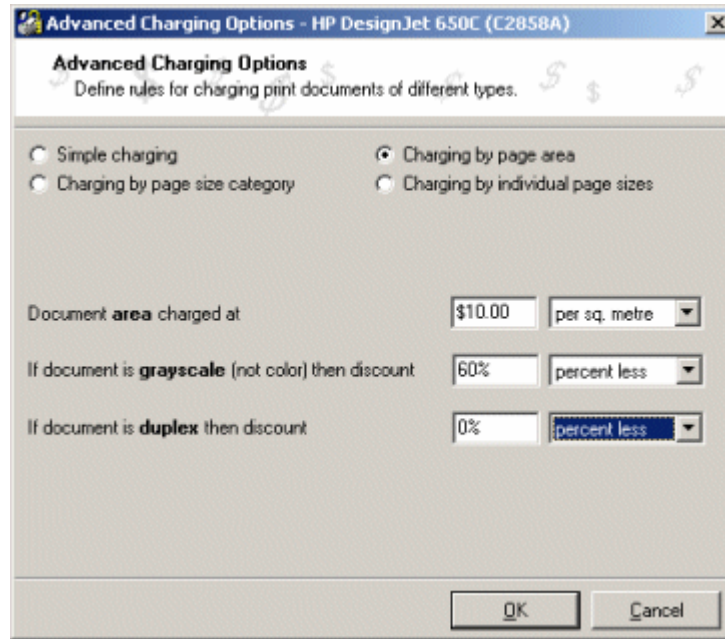 Advanced Charging Options - HP DesignJet 650C (C2858A)
Advanced Charging Options
Define rules for charging print documents of different types.
Simple charging
Charging by page area
Charging by page size category
Charging by individual page sizes
Document area charged at $10.00 per sq. metre
If document is grayscale (not color) then discount 60% percent less
If document is duplex then discount 0% percent less
OK Cancel